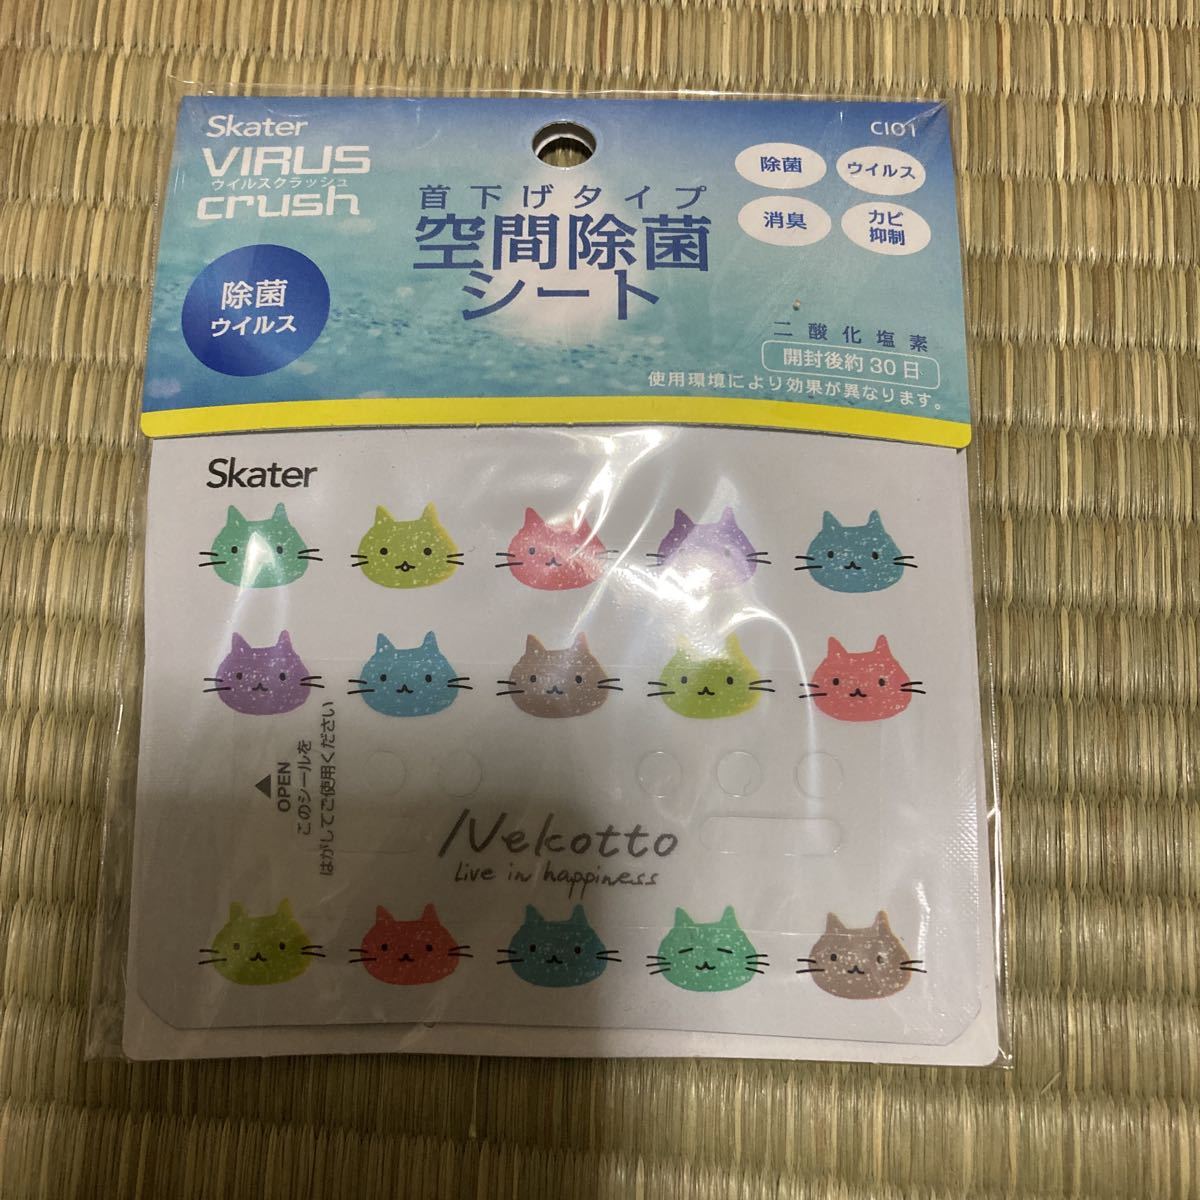 Skater
VIRUS
ウイルスクラッシュ
crush
CI01
首下げタイプ
空間除菌
シート
除菌
ウイルス
消臭
カビ
抑制
除菌
ウイルス
二酸化塩素
開封後約30日
使用環境により効果が異なります。
Skater
OPEN
このシールを
はがしてご使用ください
Nekotto
Live in happiness